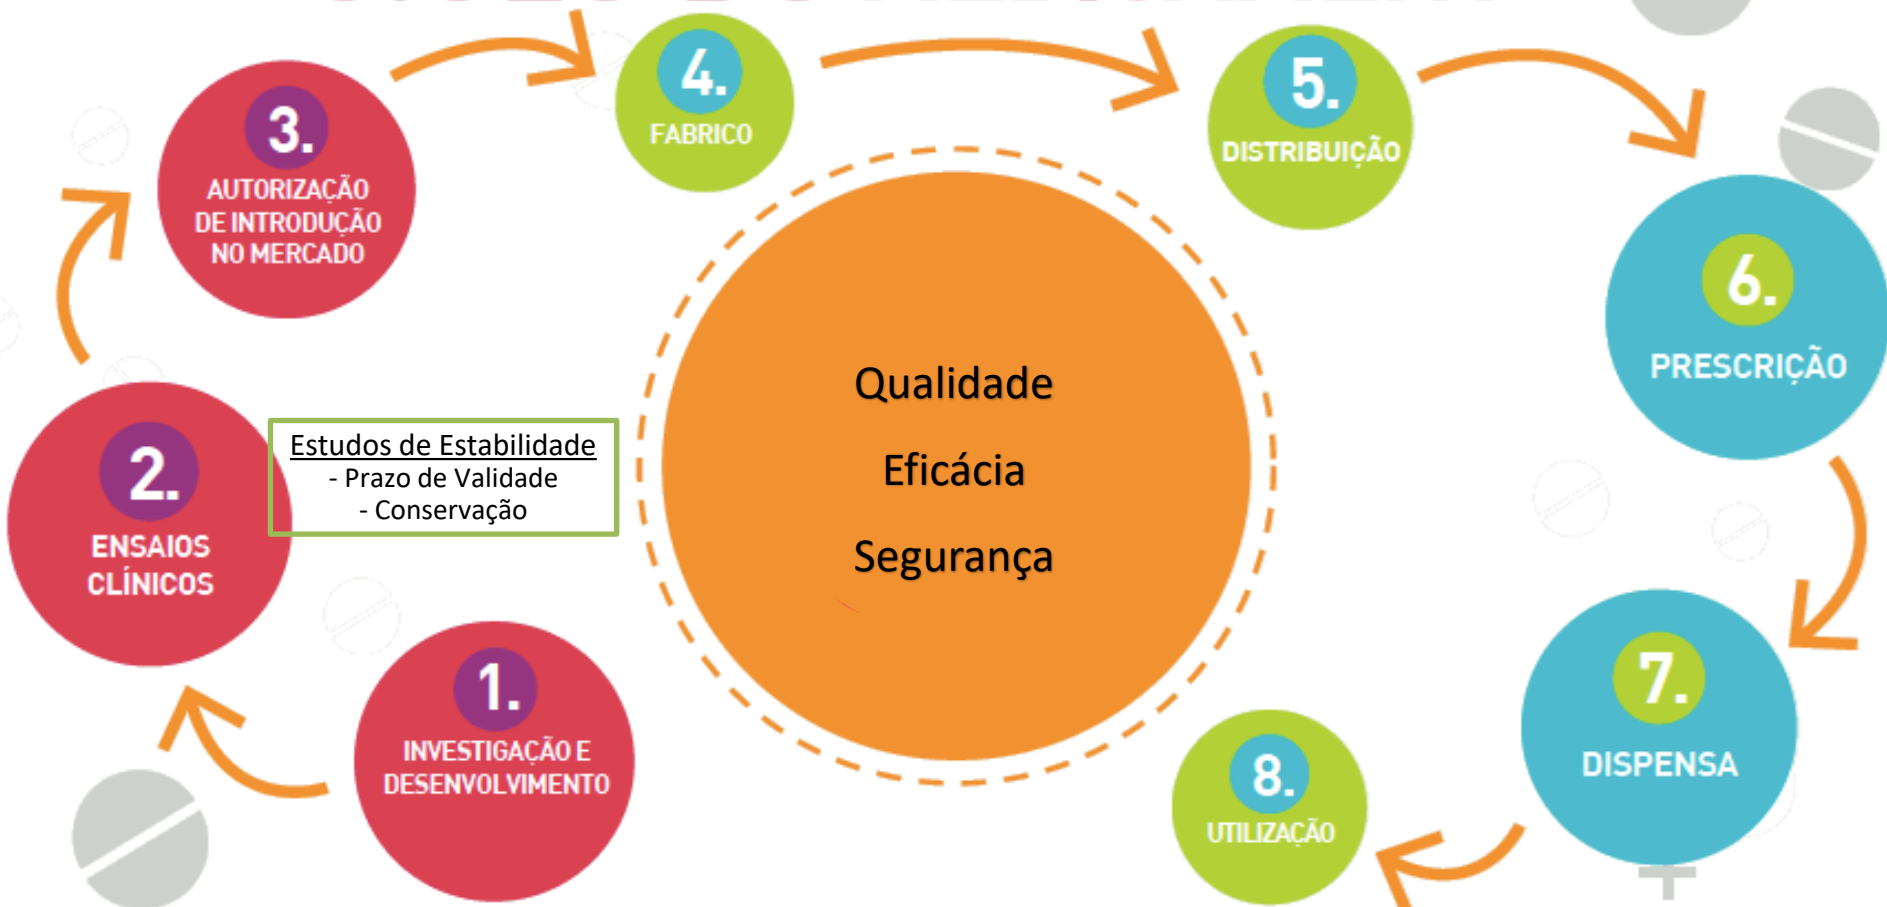 1.
INVESTIGAÇÃO E
DESENVOLVIMENTO
2.
ENSAIOS
CLÍNICOS
Estudos de Estabilidade
- Prazo de Validade
- Conservação
3.
AUTORIZAÇÃO
DE INTRODUÇÃO
NO MERCADO
4.
FABRICO
5.
DISTRIBUIÇÃO
6.
PRESCRIÇÃO
7.
DISPENSA
8.
UTILIZAÇÃO
Qualidade
Eficácia
Segurança